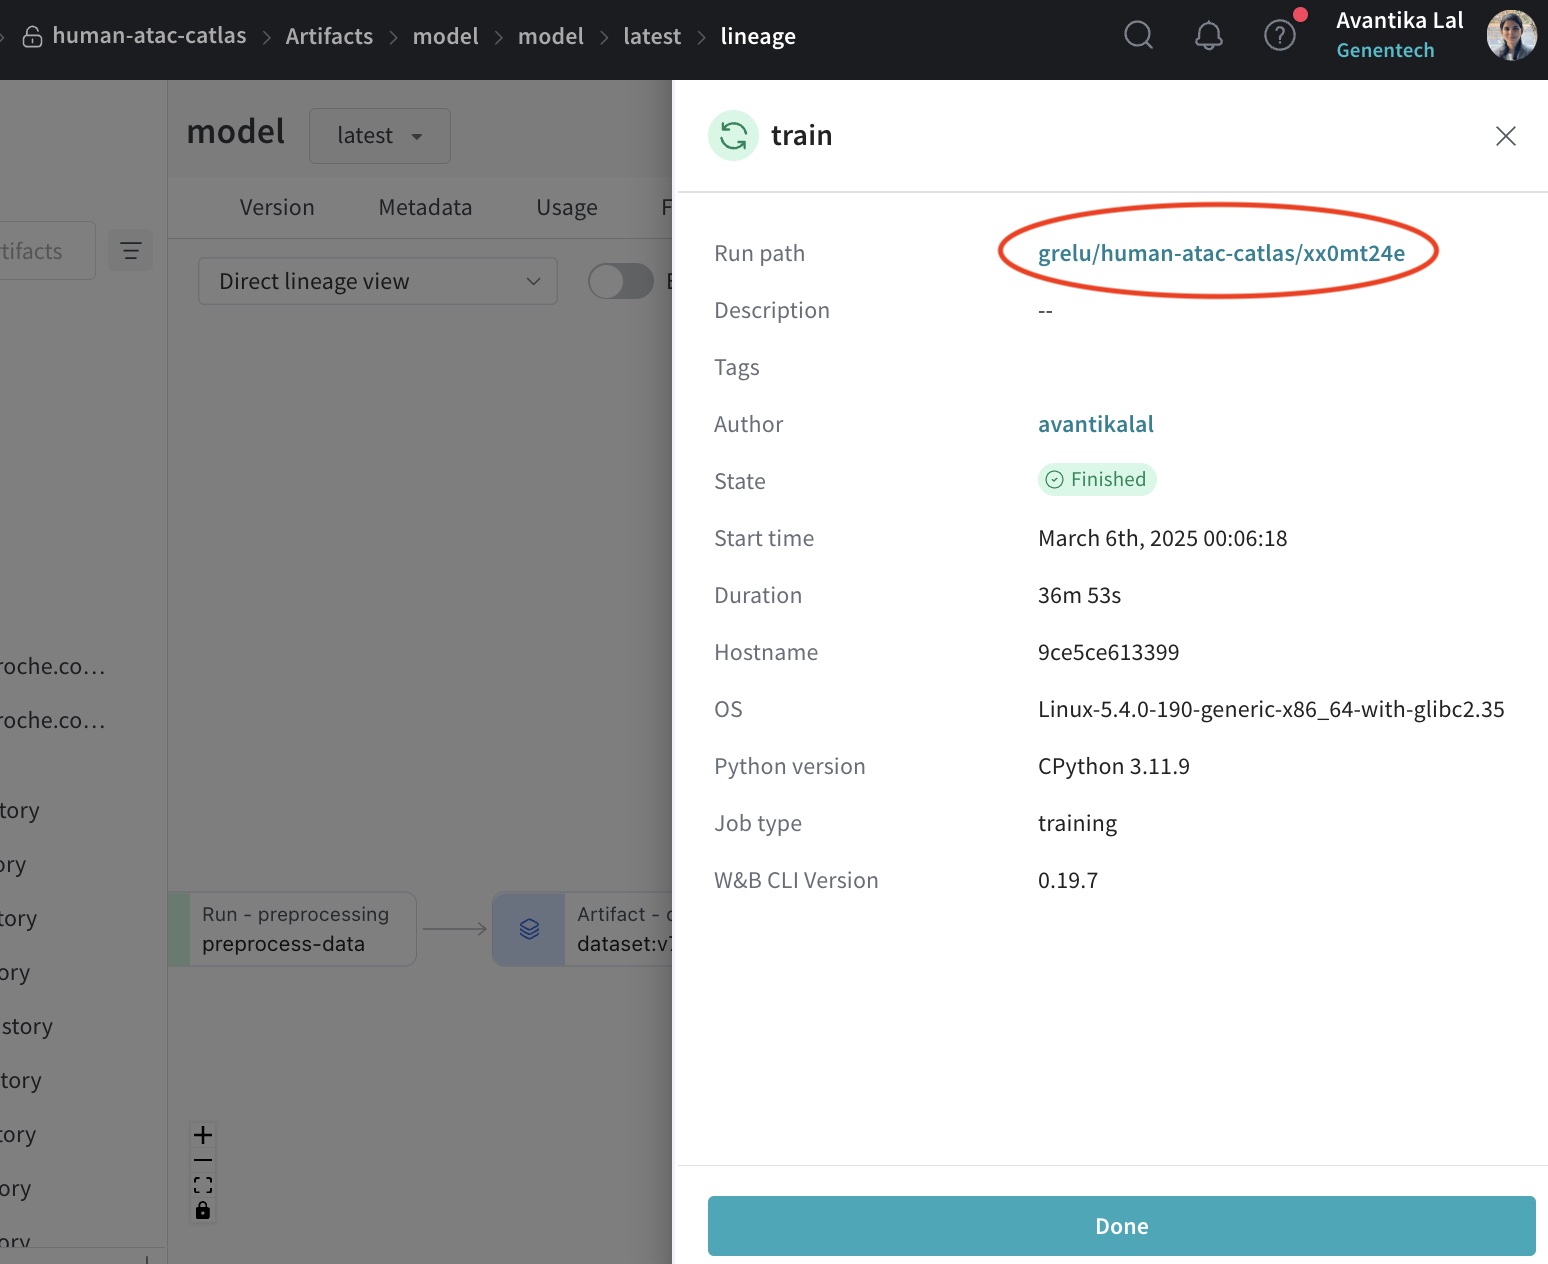 human-atac-catlas > Artifacts > model > model > latest > lineage
Avantika Lal
Genentech
model
latest
Version Metadata Usage
tifacts
Direct lineage view
roche.co...
roche.co...
tory
ory
tory
ory
story
tory
tory
ory
ory
Run - preprocessing
preprocess-data
Artifact -
dataset:v
train
Run path grelu/human-atac-catlas/xx0mt24e
Description --
Tags
Author avantikalal
State Finished
Start time March 6th, 2025 00:06:18
Duration 36m 53s
Hostname 9ce5ce613399
OS Linux-5.4.0-190-generic-x86_64-with-glibc2.35
Python version CPython 3.11.9
Job type training
W&B CLI Version 0.19.7
Done